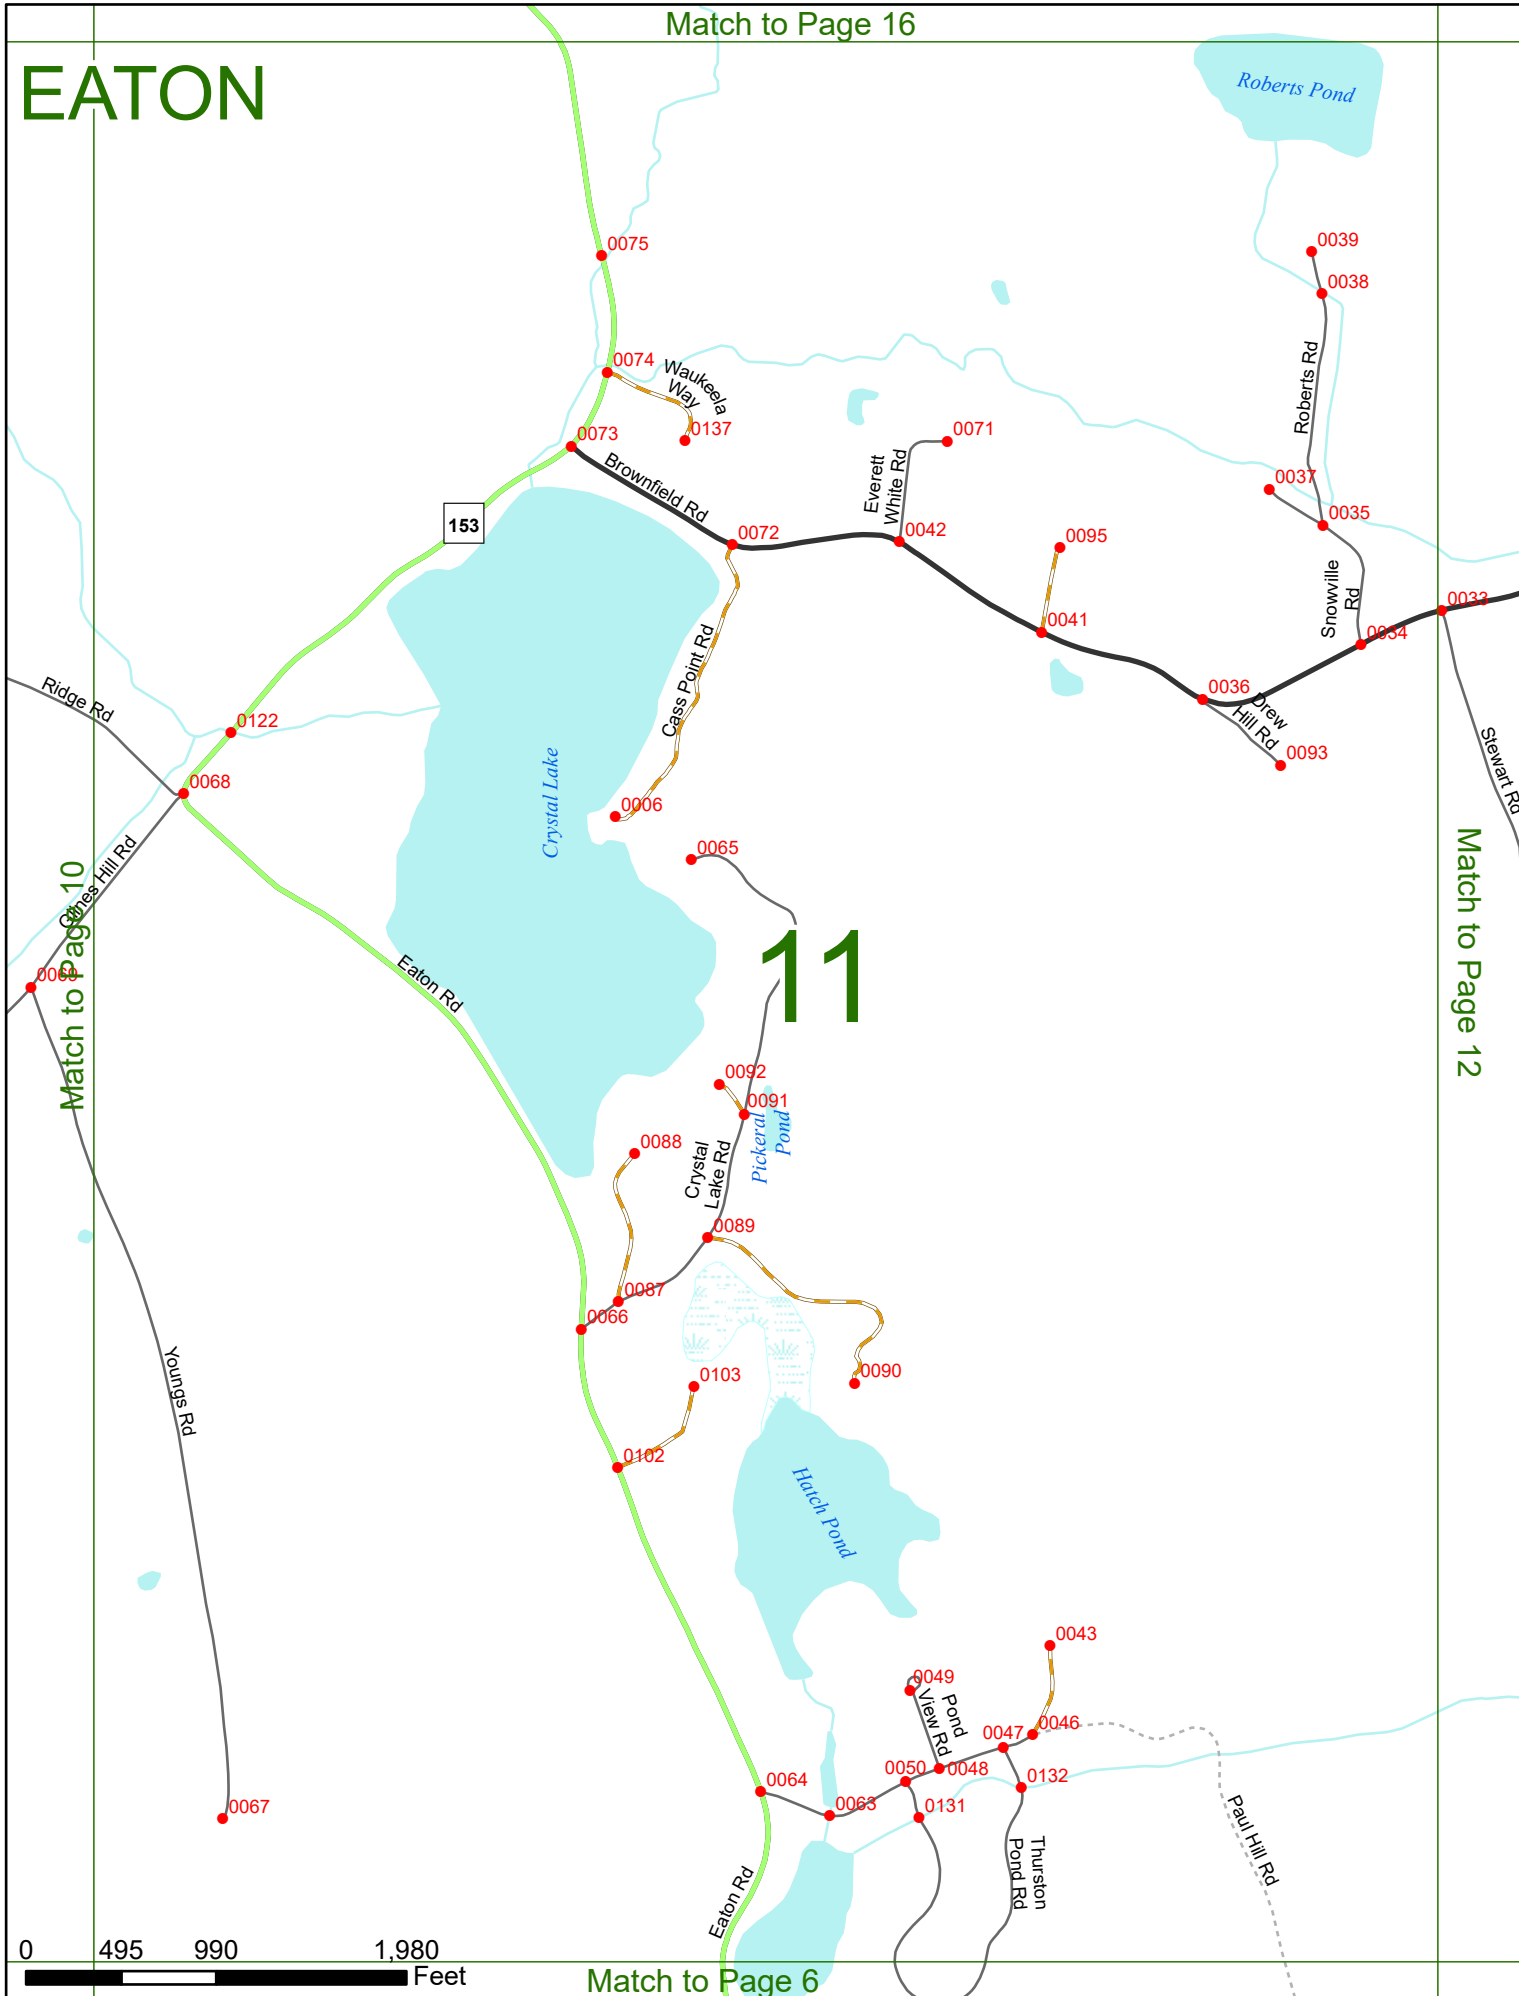 Match to Page 16
EATON
Roberts Pond
0075
0039
0038
0074
Waukeela
Way
Roberts Rd
0137
0073
0071
Brownfield Rd
Everett
White Rd
0037
153
0035
0072
0042
0095
Snowville
Rd
0033
0041
0034
Cass Point Rd
Ridge Rd
0036
Drew
Hill Rd
0122
0093
Stewart Rd
0068
Crystal Lake
0006
0065
Glines Hill Rd
Match to Page 10
Match to Page 12
11
Eaton Rd
0069
0092
0091
Pickeral
Pond
0088
Crystal
Lake Rd
0089
0087
0066
0103
0090
Youngs Rd
0102
Hatch Pond
0043
0049
Pond
View Rd
0047
0046
0050
0048
0064
0132
0063
0131
0067
Paul Hill Rd
Thurston
Pond Rd
Eaton Rd
0 495 990 1,980
Feet
Match to Page 6